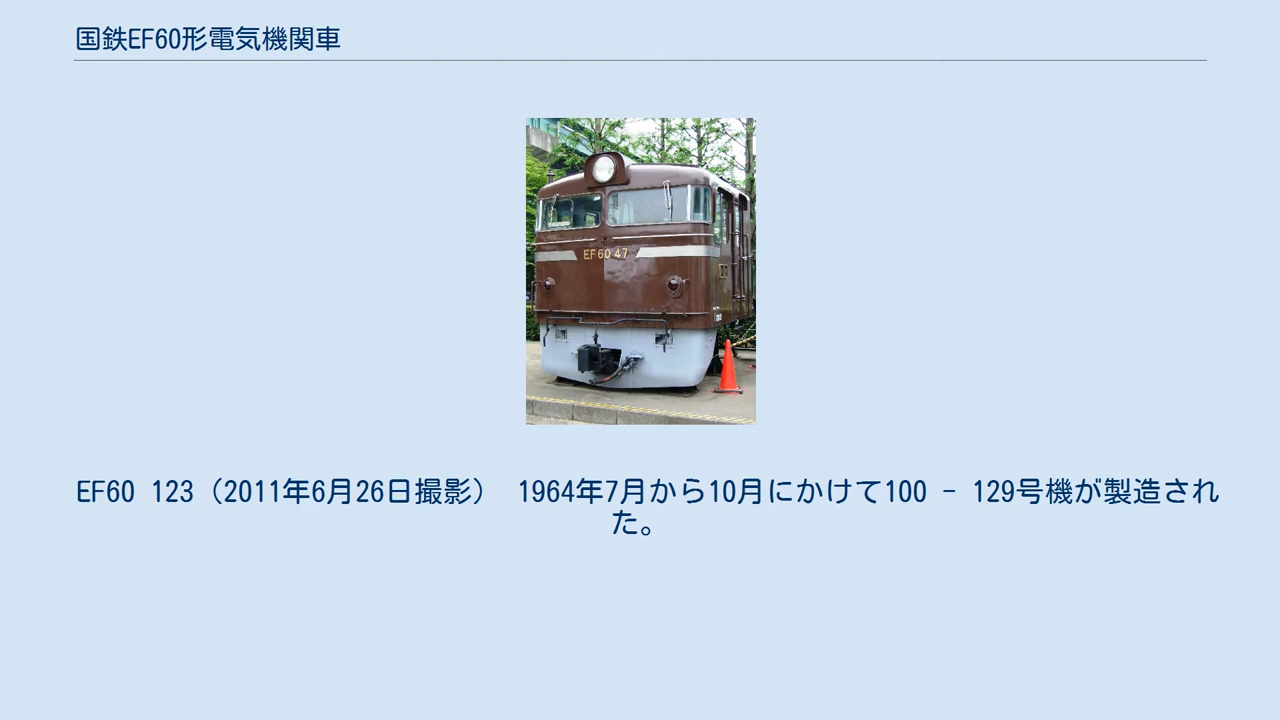 国鉄EF60形電気機関車
EF60 47
EF60 123（2011年6月26日撮影） 1964年7月から10月にかけて100 - 129号機が製造され
た。